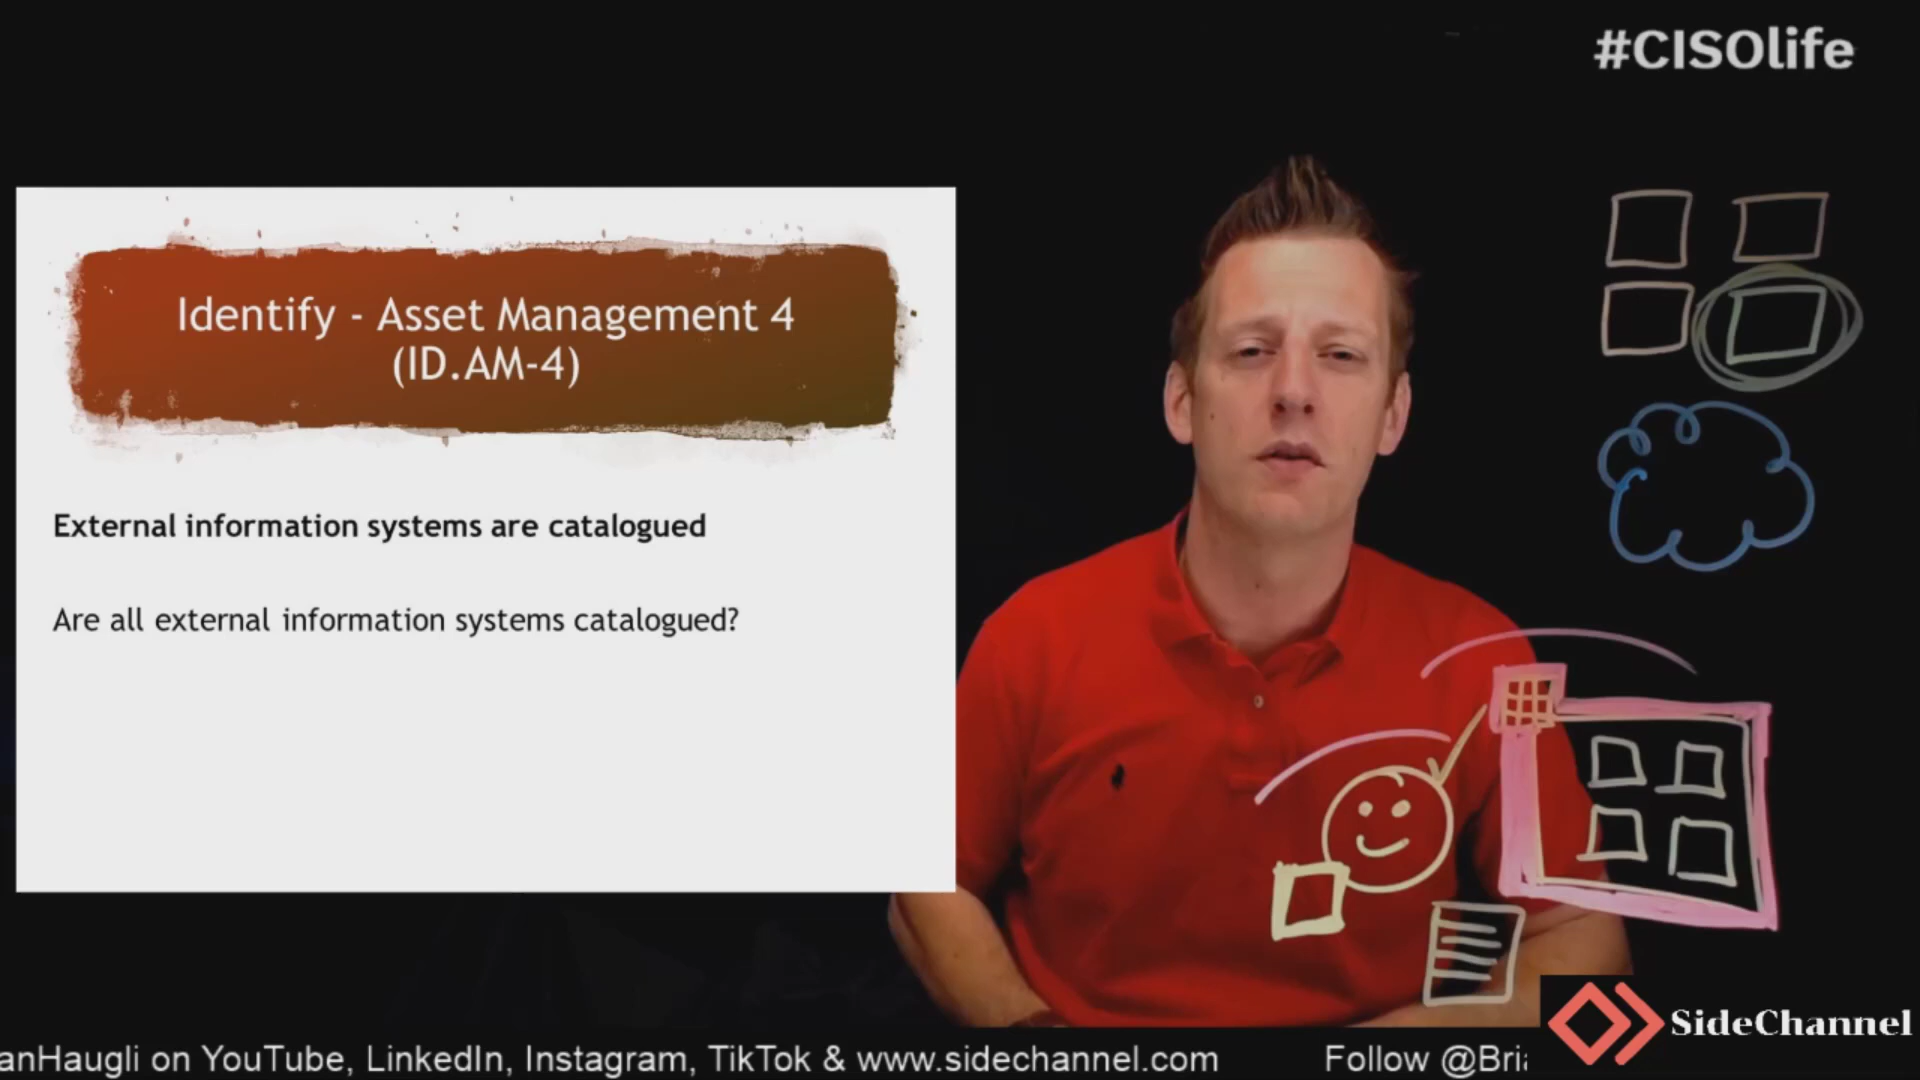 #CISOlife
Identify - Asset Management 4
(ID.AM-4)
External information systems are catalogued
Are all external information systems catalogued?
SideChannel
anHaugli on YouTube, LinkedIn, Instagram, TikTok & www.sidechannel.com Follow @Bria